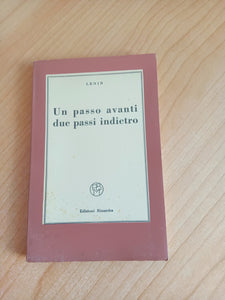 LENIN
Un passo avanti
due passi indietro
Edizioni Rinascita